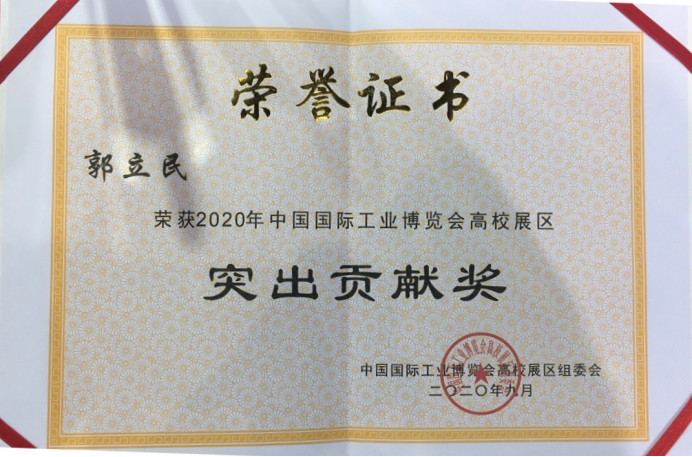 荣誉证书
郭立民
荣获2020年中国国际工业博览会高校展区
突出贡献奖
中国国际工业博览会高校展区组委会
二〇二〇年九月